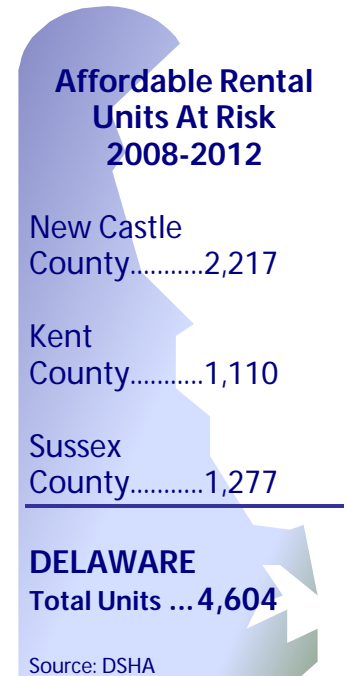 Affordable Rental
Units At Risk
2008-2012
New Castle
County...........2,217
Kent
County...........1,110
Sussex
County...........1,277
DELAWARE
Total Units ...4,604
Source: DSHA